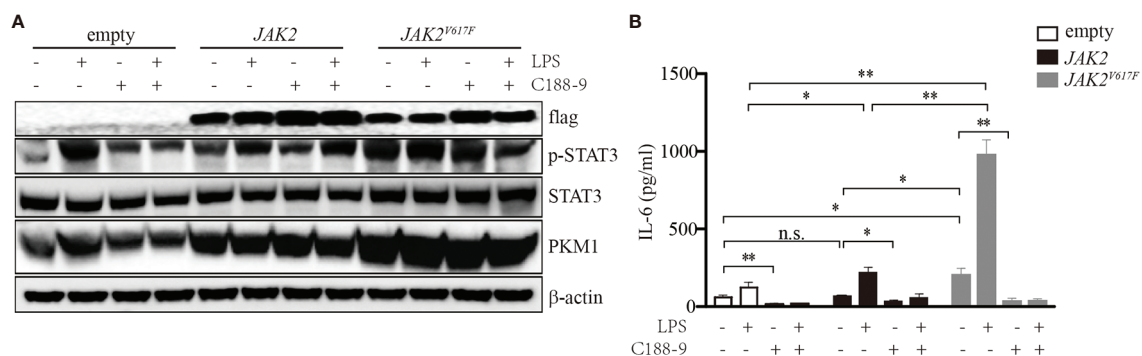 A
empty JAK2 JAK2V617F
- + - + - + - + - + - + LPS
- - + + - - + + - - + + C188-9
flag
p-STAT3
STAT3
PKM1
β-actin
B
empty
JAK2
JAK2V617F
IL-6 (pg/ml)
1500
1000
500
0
**
* **
**
*
*
n.s. *
**
LPS - + - + - + - + - + - +
C188-9 - - + + - - + + - - + +